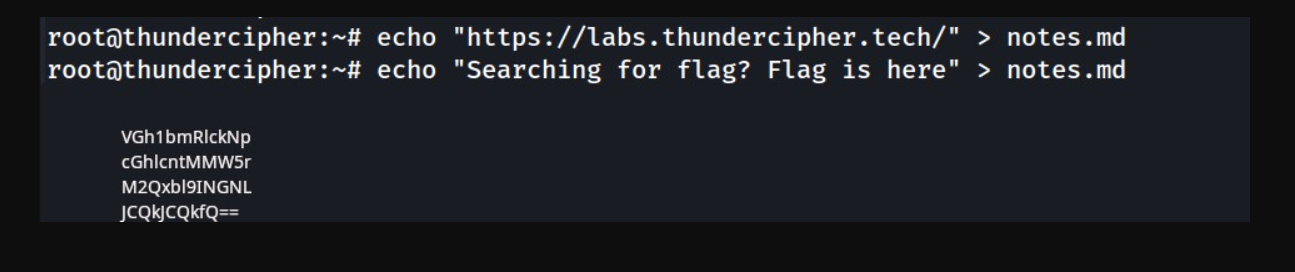 root@thundercipher:~# echo "https://labs.thundercipher.tech/" > notes.md
root@thundercipher:~# echo "Searching for flag? Flag is here" > notes.md
VGh1bmRlckNp
cGhlcntMMW5r
M2Qxbl9INGNL
JCQkJCQkfQ==